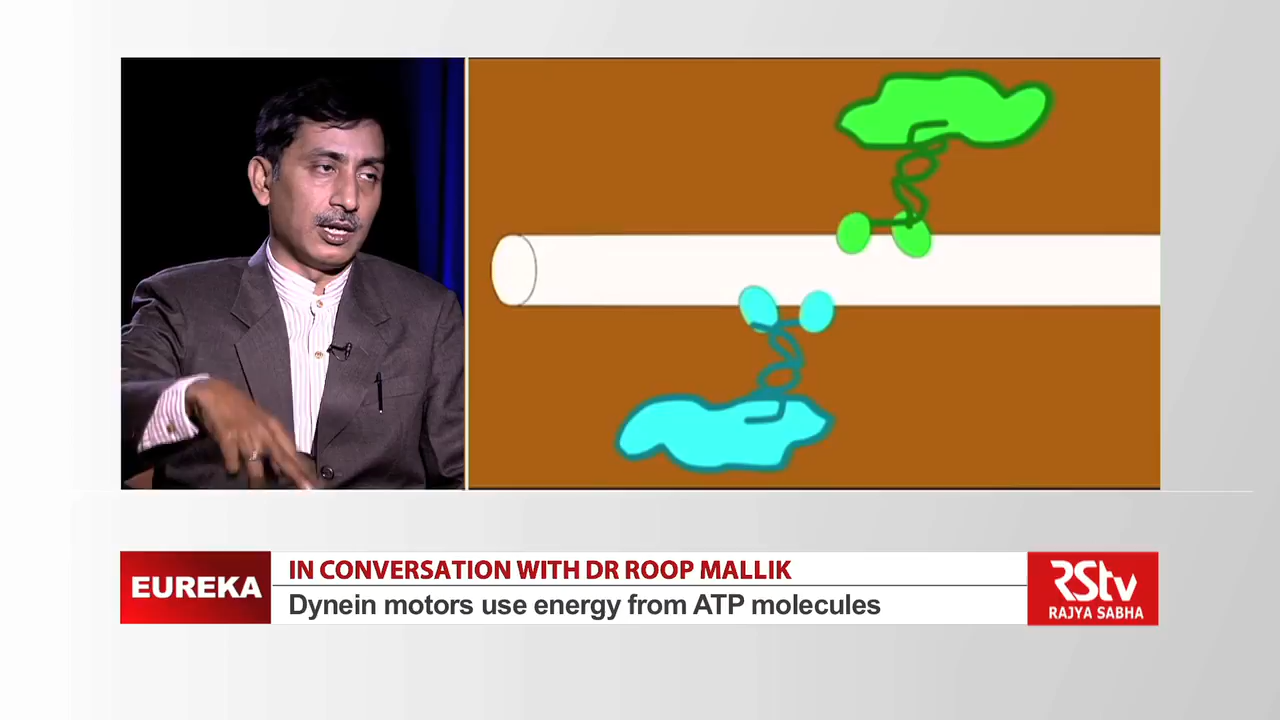 EUREKA
IN CONVERSATION WITH DR ROOP MALLIK
Dynein motors use energy from ATP molecules
RStv
RAJYA SABHA